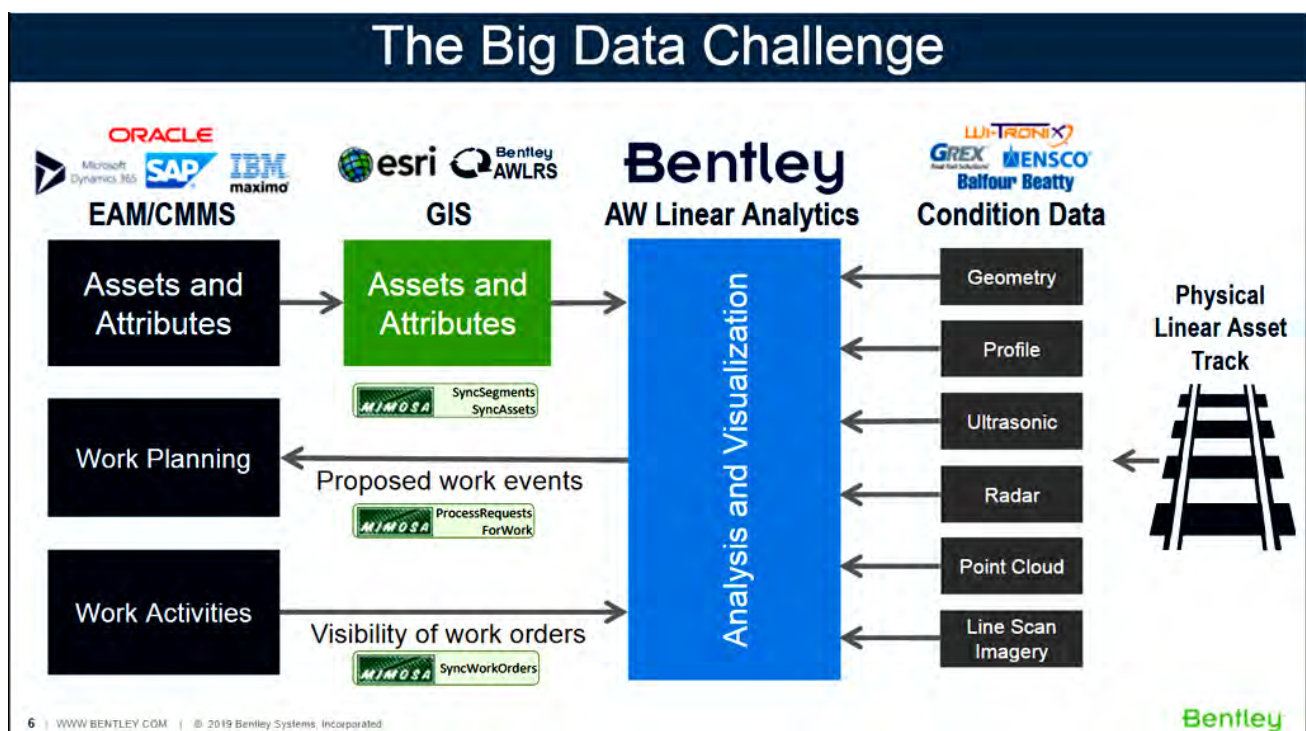 The Big Data Challenge
ORACLE
Microsoft
Dynamics 365
SAP
IBM
maximo
EAM/CMMS
esri
Bentley
AWLRS
GIS
Bentley
AW Linear Analytics
WI-TRONIX
GREX
ENSCO
Balfour Beatty
Condition Data
Assets and
Attributes
Assets and
Attributes
MIMOSA
SyncSegments
SyncAssets
Work Planning
Proposed work events
MIMOSA
ProcessRequests
ForWork
Work Activities
Visibility of work orders
MIMOSA
SyncWorkOrders
Analysis and Visualization
Geometry
Profile
Ultrasonic
Radar
Point Cloud
Line Scan
Imagery
Physical
Linear Asset
Track
6 | WWW.BENTLEY.COM | © 2019 Bentley Systems, Incorporated
Bentley